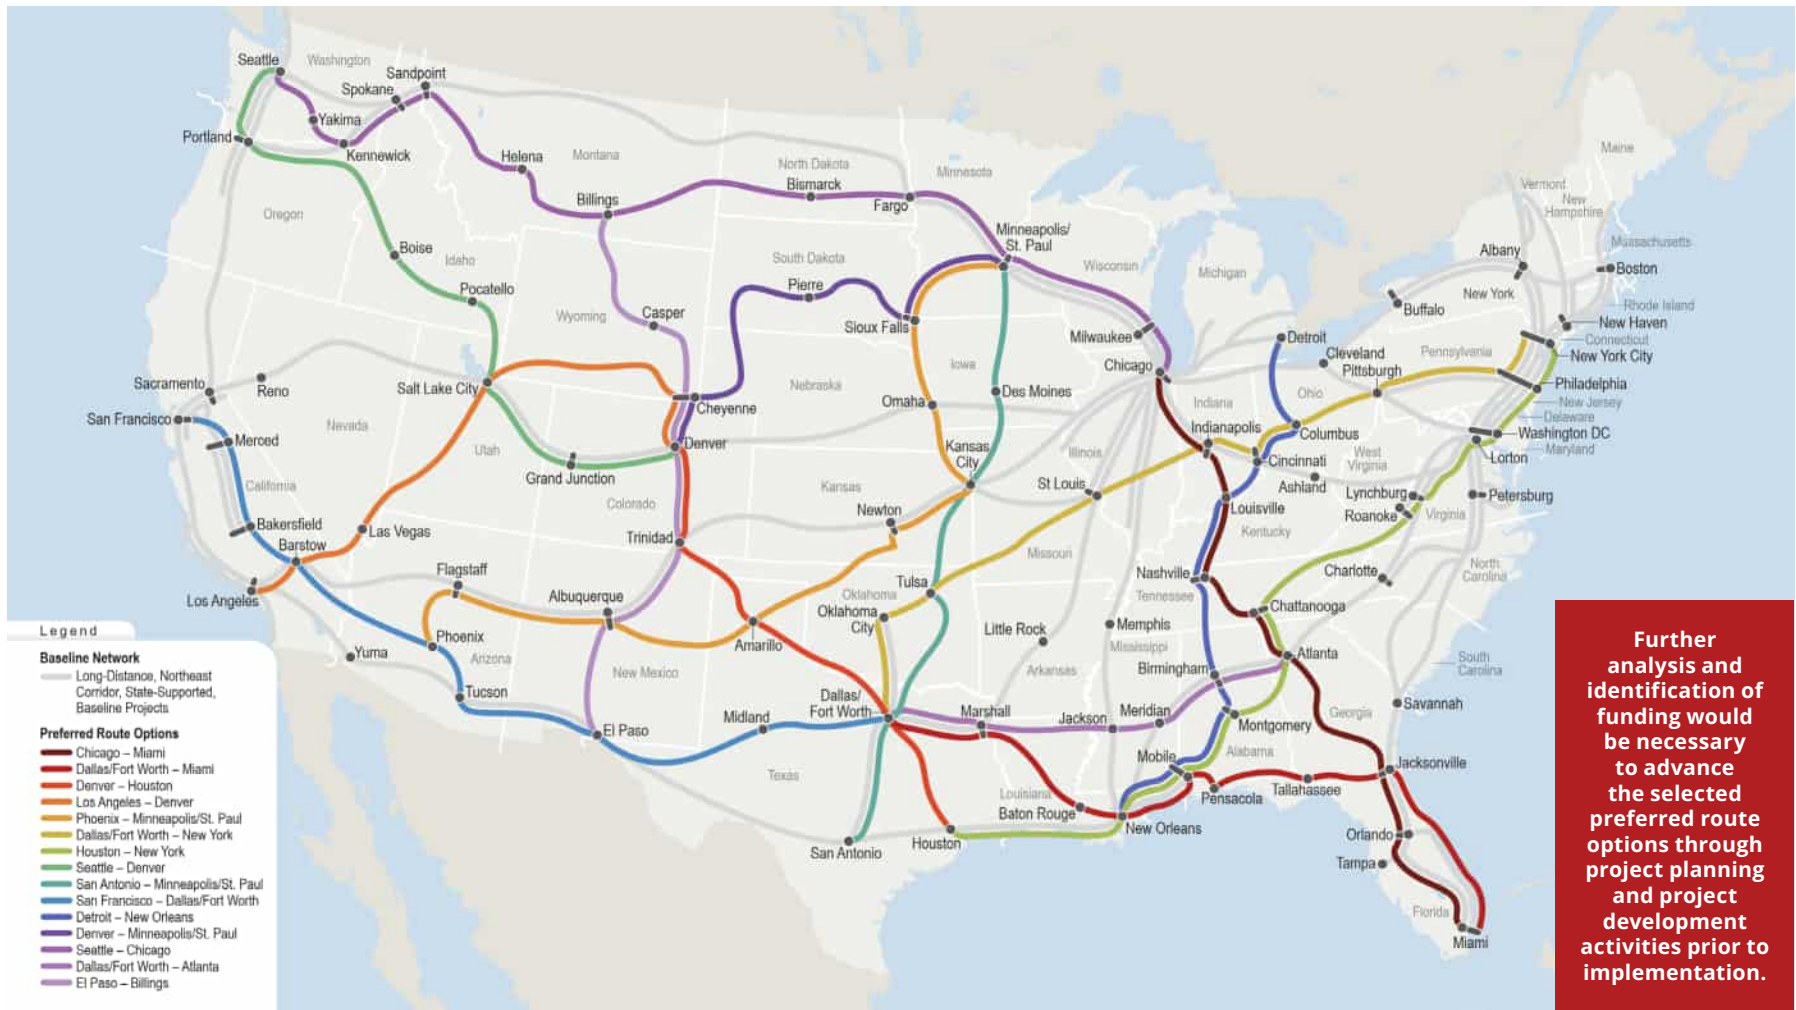 Seattle
Washington
Sandpoint
Spokane
Yakima
Portland
Kennewick
Helena
Montana
Billings
North Dakota
Bismarck
Fargo
Minnesota
Minneapolis/
St. Paul
Wisconsin
Michigan
Maine
Vermont
New
Hampshire
Massachusetts
Albany
Boston
New York
Buffalo
Rhode Island
New Haven
Connecticut
New York City
Oregon
Boise
Idaho
Pocatello
Wyoming
Casper
South Dakota
Pierre
Sioux Falls
Iowa
Milwaukee
Chicago
Detroit
Cleveland
Pittsburgh
Pennsylvania
Philadelphia
New Jersey
Delaware
Washington DC
Maryland
Lorton
Sacramento
Reno
San Francisco
Merced
Nevada
Salt Lake City
Utah
Cheyenne
Nebraska
Omaha
Des Moines
Indiana
Ohio
Indianapolis
Columbus
Cincinnati
West
Virginia
Ashland
Lynchburg
Roanoke
Virginia
Petersburg
California
Bakersfield
Barstow
Las Vegas
Los Angeles
Grand Junction
Denver
Colorado
Trinidad
Kansas
Kansas
City
Newton
Illinois
St Louis
Missouri
Louisville
Kentucky
Nashville
Tennessee
Charlotte
North
Carolina
Flagstaff
Albuquerque
Phoenix
Arizona
Yuma
Tucson
New Mexico
Amarillo
Tulsa
Oklahoma
Oklahoma
City
Little Rock
Arkansas
Memphis
Mississippi
Chattanooga
Atlanta
Birmingham
South
Carolina
Savannah
Georgia
El Paso
Midland
Dallas/
Fort Worth
Marshall
Jackson
Meridian
Montgomery
Alabama
Mobile
Texas
Louisiana
Baton Rouge
New Orleans
Pensacola
Tallahassee
Jacksonville
San Antonio
Houston
Orlando
Tampa
Florida
Miami
Legend
Baseline Network
Long-Distance, Northeast
Corridor, State-Supported,
Baseline Projects
Preferred Route Options
Chicago – Miami
Dallas/Fort Worth – Miami
Denver – Houston
Los Angeles – Denver
Phoenix – Minneapolis/St. Paul
Dallas/Fort Worth – New York
Houston – New York
Seattle – Denver
San Antonio – Minneapolis/St. Paul
San Francisco – Dallas/Fort Worth
Detroit – New Orleans
Denver – Minneapolis/St. Paul
Seattle – Chicago
Dallas/Fort Worth – Atlanta
El Paso – Billings
Further
analysis and
identification of
funding would
be necessary
to advance
the selected
preferred route
options through
project planning
and project
development
activities prior to
implementation.